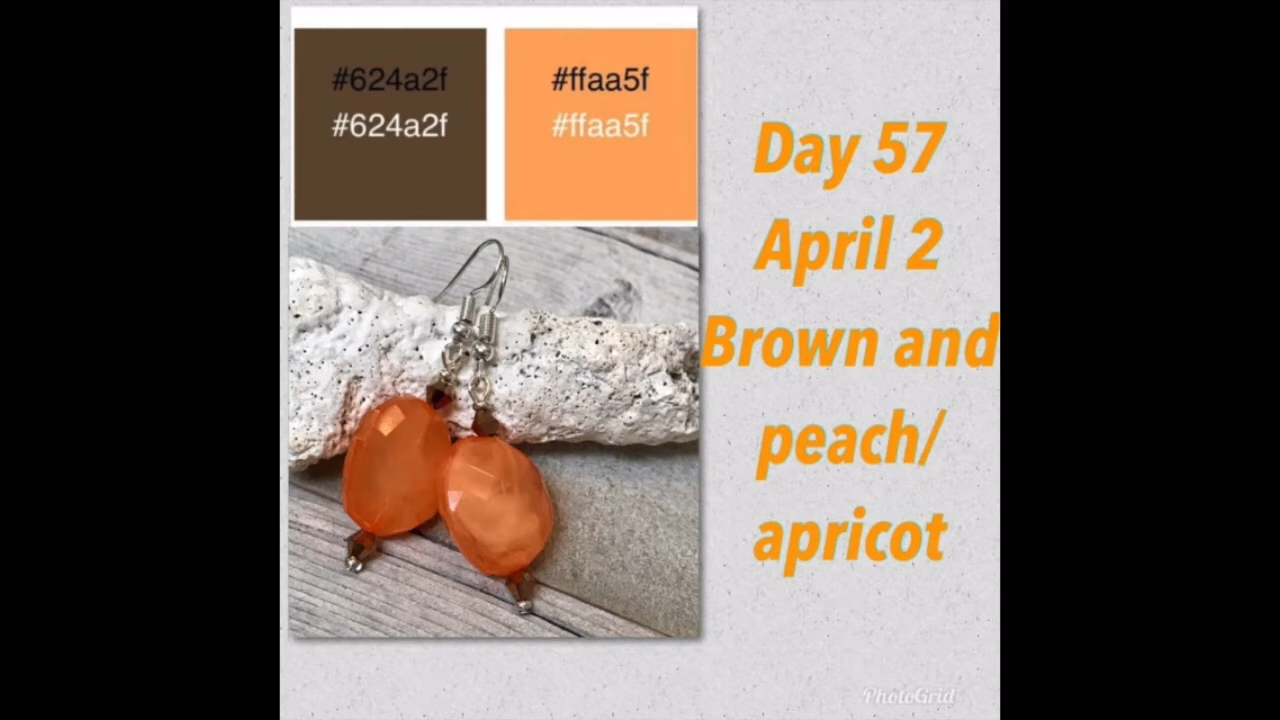 #624a2f
#624a2f
#ffaa5f
#ffaa5f
Day 57
April 2
Brown and
peach/
apricot
PhotoGrid